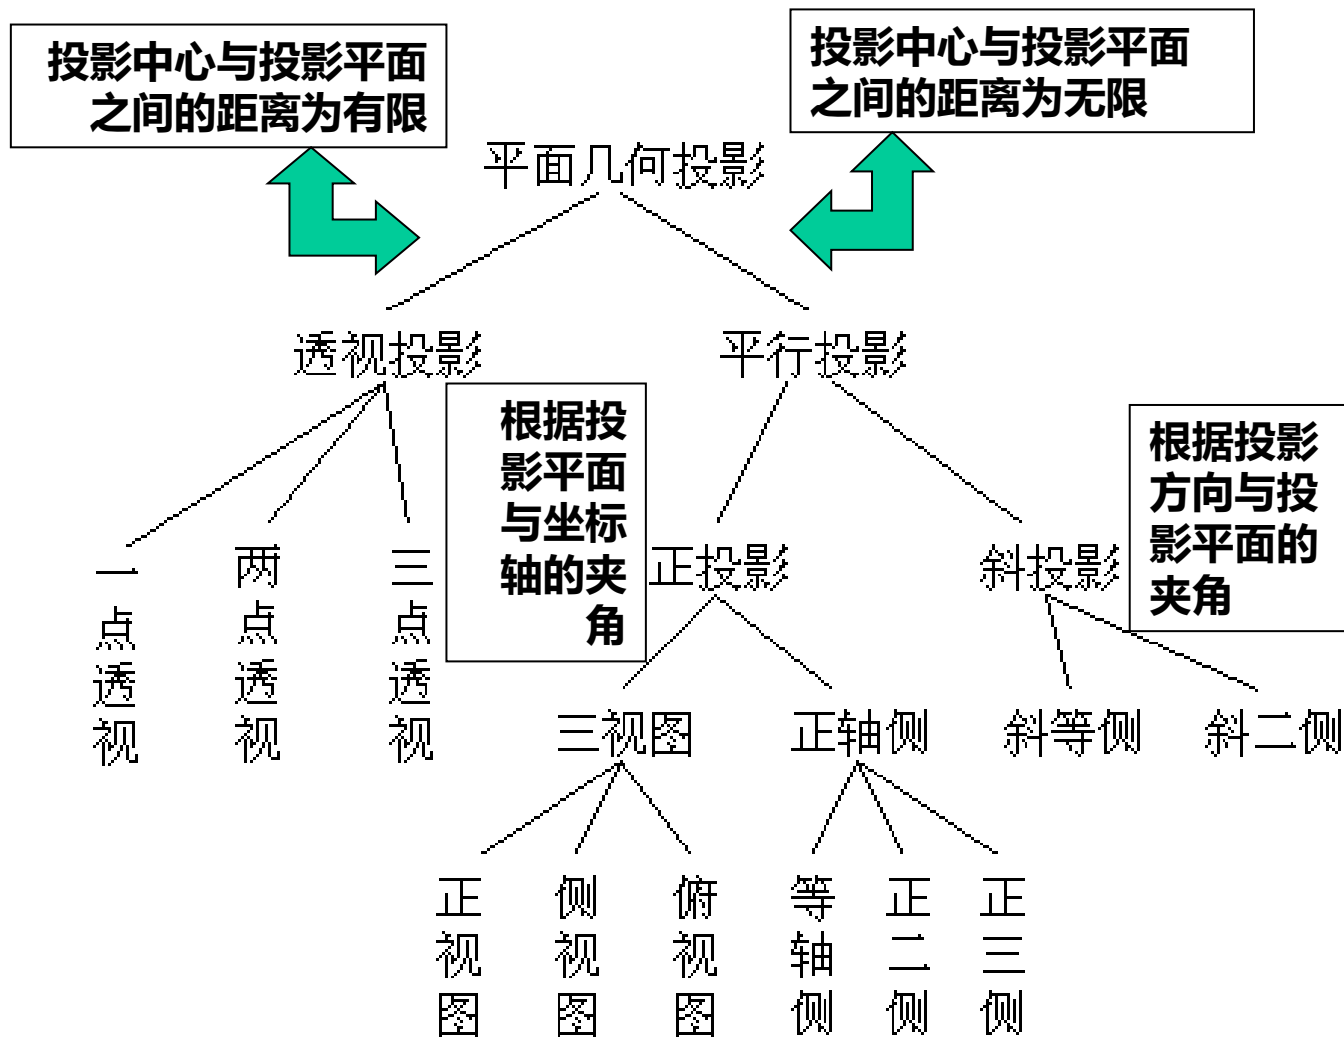 投影中心与投影平面
之间的距离为有限
投影中心与投影平面
之间的距离为无限
平面几何投影
透视投影
平行投影
根据投
影平面
与坐标
轴的夹
角
根据投影
方向与投
影平面的
夹角
一点透视
两点透视
三点透视
正投影
斜投影
三视图
正轴侧
斜等侧
斜二侧
正视图
侧视图
俯视图
等轴侧
正二侧
正三侧